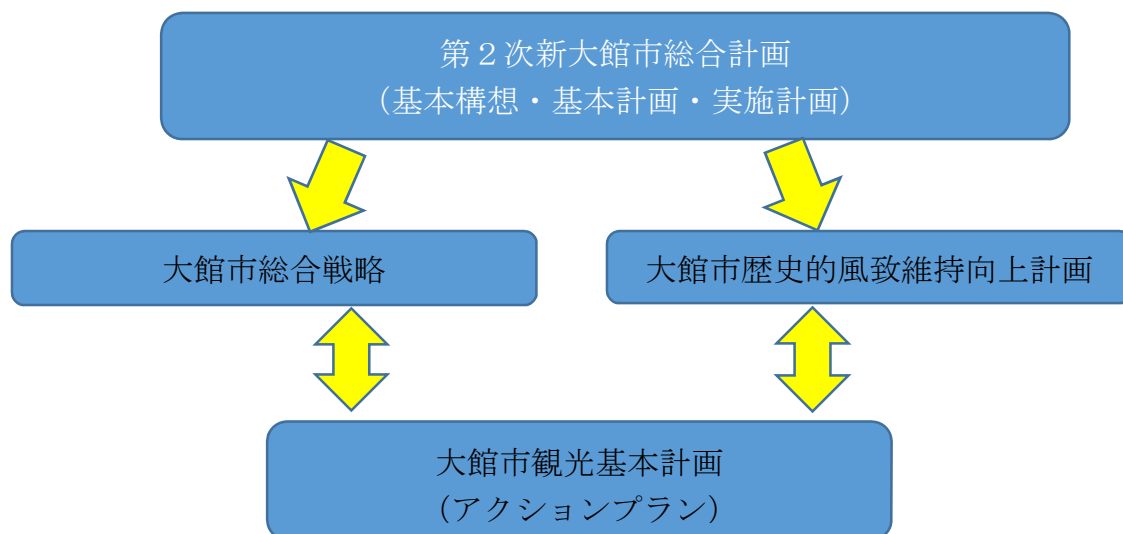 第２次新大館市総合計画
（基本構想・基本計画・実施計画）
大館市総合戦略
大館市歴史的風致維持向上計画
大館市観光基本計画
（アクションプラン）